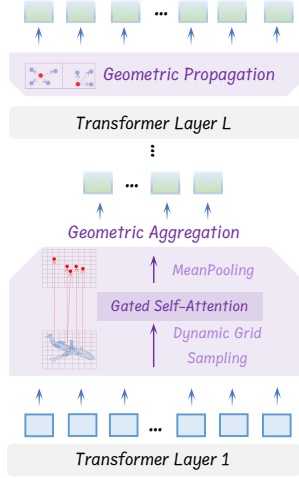 ...
Geometric Propagation
Transformer Layer L
...
...
Geometric Aggregation
MeanPooling
Gated Self-Attention
Dynamic Grid
Sampling
...
Transformer Layer 1